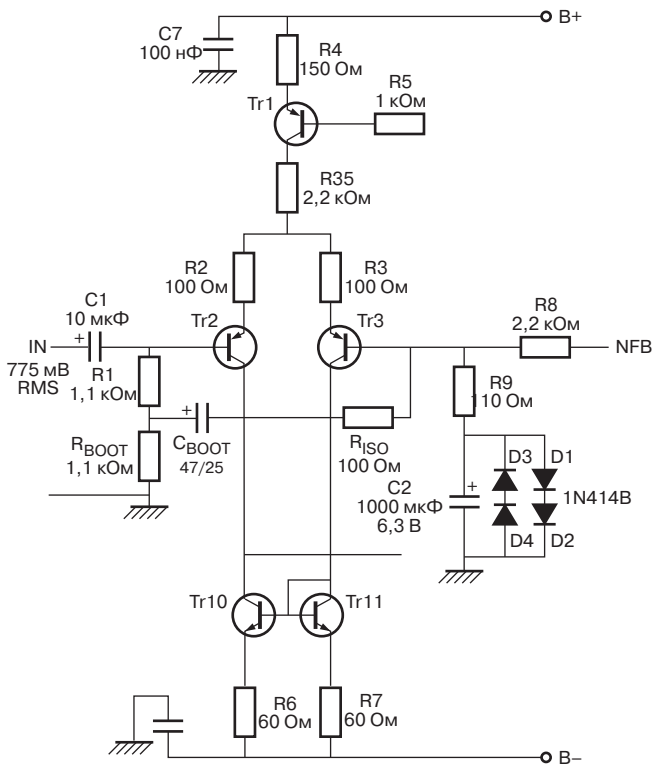 C7
100 нФ
B+
R4
150 Ом
R5
1 кОм
Tr1
R35
2,2 кОм
R2
100 Ом
R3
100 Ом
C1
10 мкФ
+
IN
775 мВ
RMS
Tr2
Tr3
R8
2,2 кОм
NFB
R1
1,1 кОм
R9
110 Ом
+
C BOOT
47/25
R BOOT
1,1 кОм
R ISO
100 Ом
D3
D1
+
C2
1000 мкФ
6,3 В
1N414B
D4
D2
Tr10
Tr11
R6
60 Ом
R7
60 Ом
B–